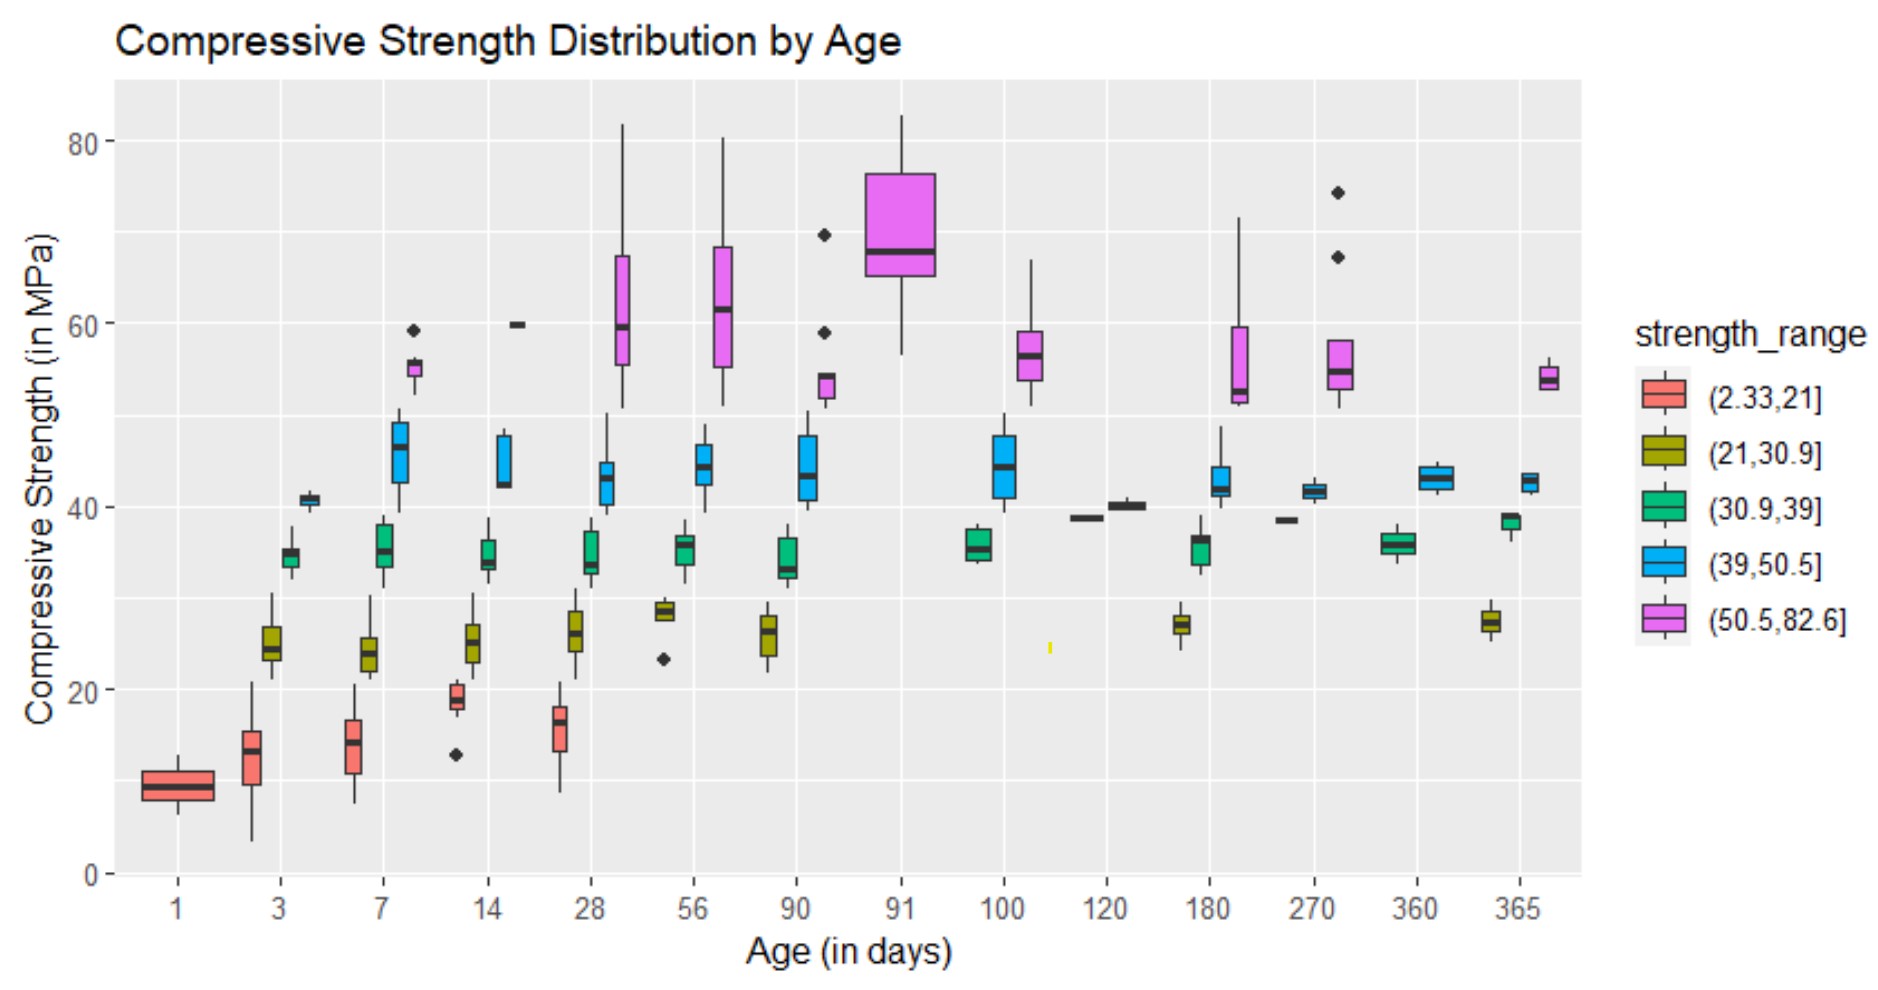 Compressive Strength Distribution by Age
Compressive Strength (in MPa)
80
60
40
20
0
1 3 7 14 28 56 90 91 100 120 180 270 360 365
Age (in days)
strength_range
(2.33,21]
(21,30.9]
(30.9,39]
(39,50.5]
(50.5,82.6]